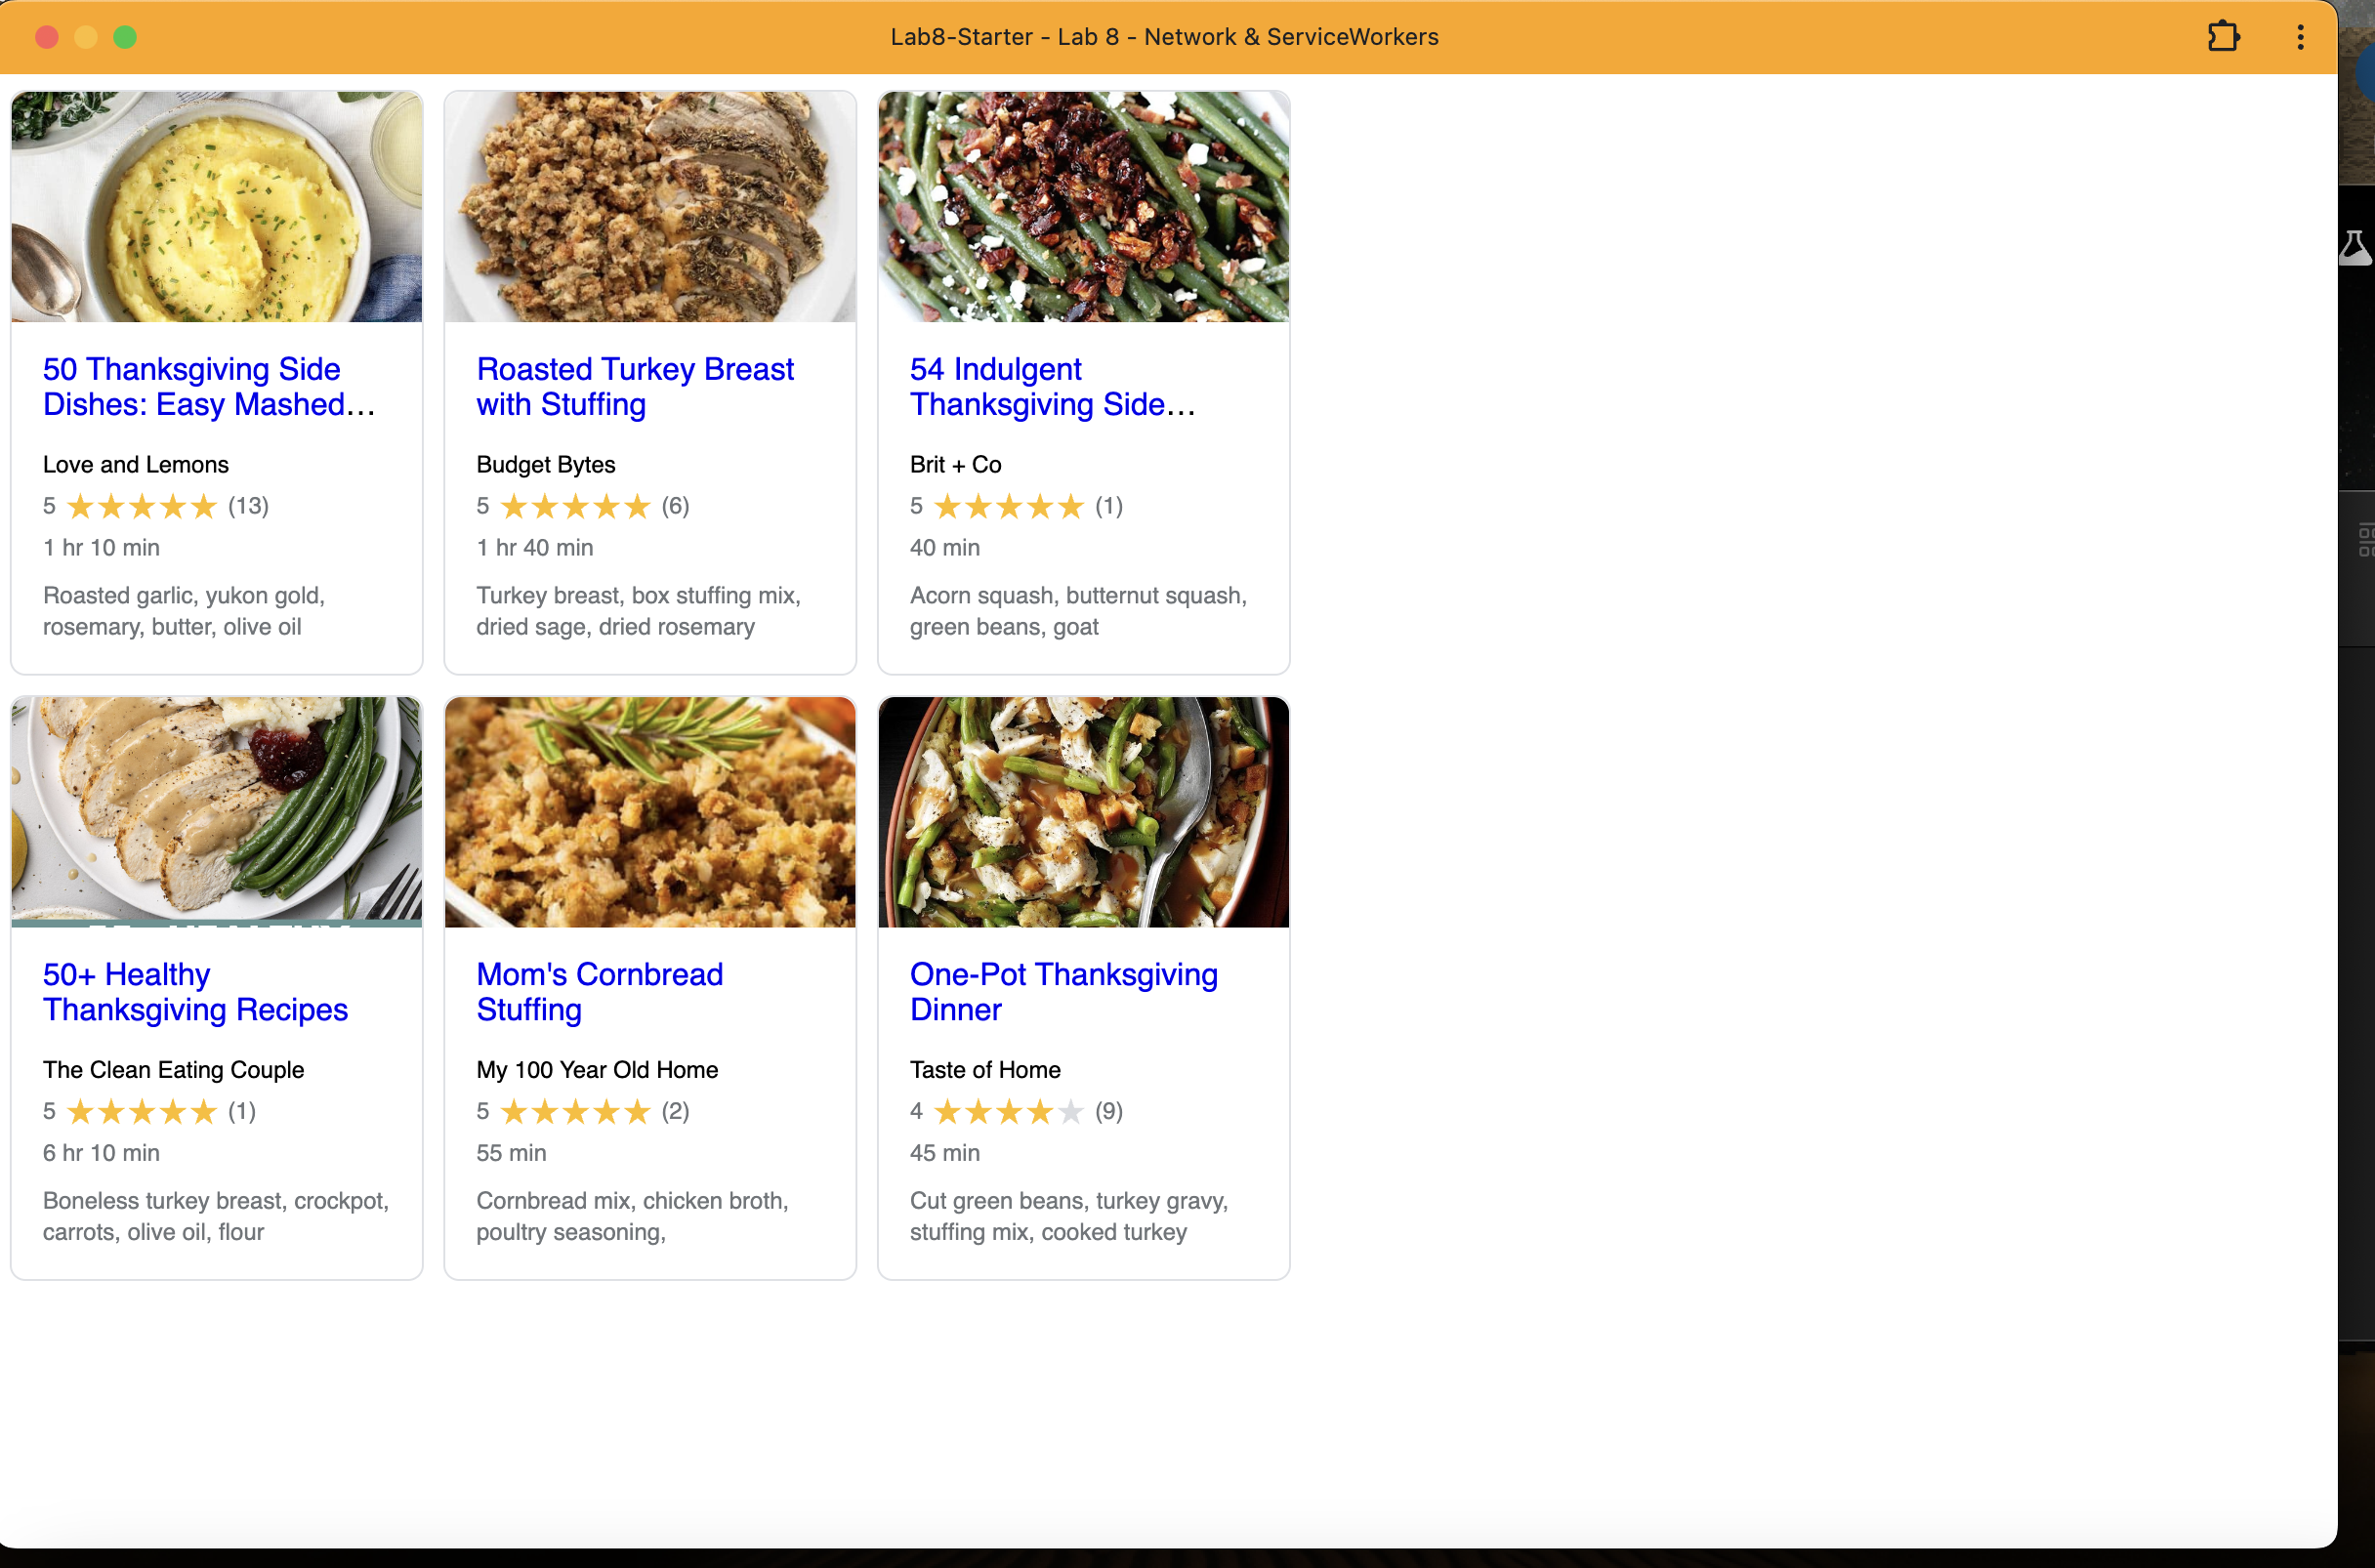 Lab8-Starter - Lab 8 - Network & ServiceWorkers
50 Thanksgiving Side
Dishes: Easy Mashed...
Love and Lemons
5 ★★★★★ (13)
1 hr 10 min
Roasted garlic, yukon gold,
rosemary, butter, olive oil
Roasted Turkey Breast
with Stuffing
Budget Bytes
5 ★★★★★ (6)
1 hr 40 min
Turkey breast, box stuffing mix,
dried sage, dried rosemary
54 Indulgent
Thanksgiving Side...
Brit + Co
5 ★★★★★ (1)
40 min
Acorn squash, butternut squash,
green beans, goat
50+ Healthy
Thanksgiving Recipes
The Clean Eating Couple
5 ★★★★★ (1)
6 hr 10 min
Boneless turkey breast, crockpot,
carrots, olive oil, flour
Mom's Cornbread
Stuffing
My 100 Year Old Home
5 ★★★★★ (2)
55 min
Cornbread mix, chicken broth,
poultry seasoning,
One-Pot Thanksgiving
Dinner
Taste of Home
4 ★★★★★ (9)
45 min
Cut green beans, turkey gravy,
stuffing mix, cooked turkey